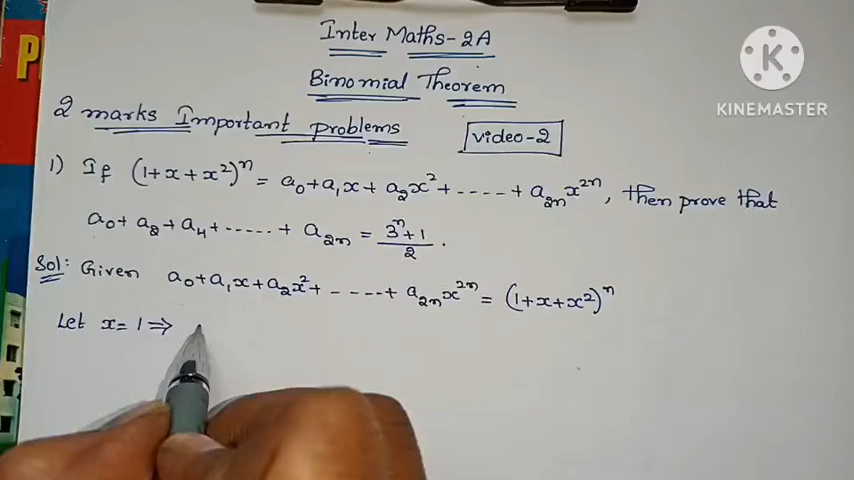 Inter Maths-2A
Binomial Theorem
2 marks Important problems
video-2
1) If (1+x+x²)ⁿ = a₀+a₁x+a₂x²+-----+a₂ₙx²ⁿ, then prove that
a₀+a₂+a₄+-----+a₂ₙ = (3ⁿ+1)/2.
Sol: Given a₀+a₁x+a₂x²+-----+a₂ₙx²ⁿ = (1+x+x²)ⁿ
Let x=1⇒
KINEMASTER